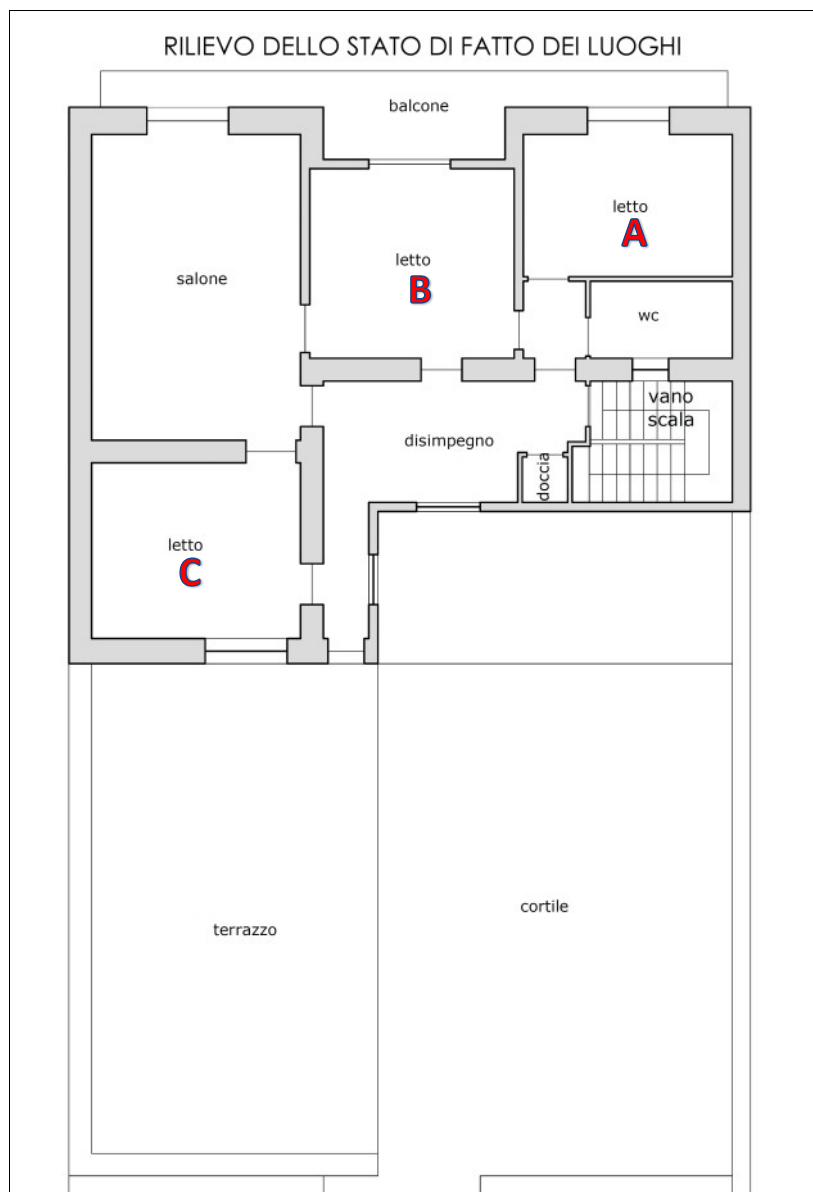 RILIEVO DELLO STATO DI FATTO DEI LUOGHI
balcone
letto
A
letto
B
salone
wc
vano
scala
disimpegno
doccia
letto
C
cortile
terrazzo